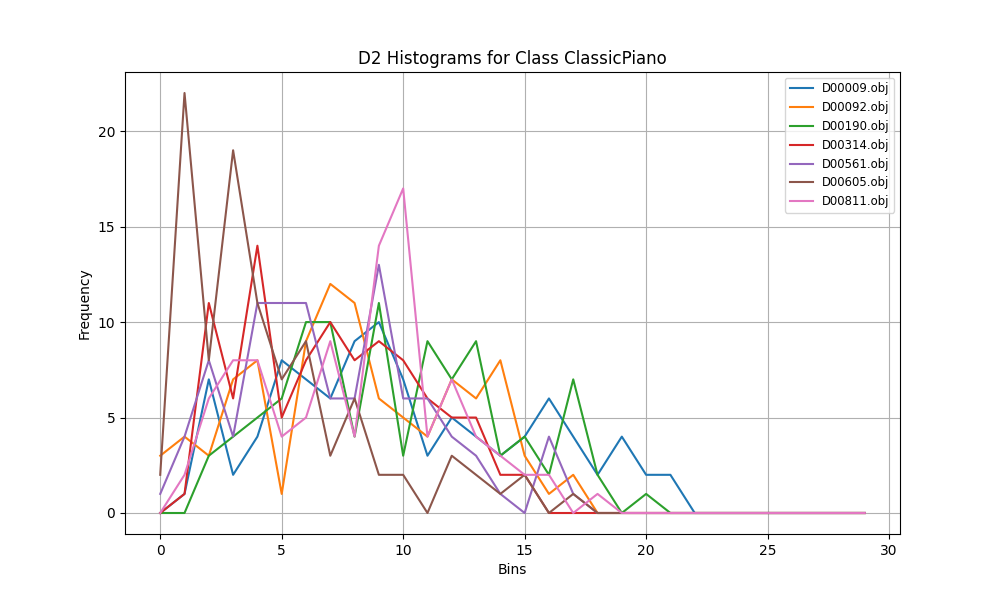 D2 Histograms for Class ClassicPiano
D00009.obj
D00092.obj
D00190.obj
D00314.obj
D00561.obj
D00605.obj
D00811.obj
Frequency
20
15
10
5
0
0 5 10 15 20 25 30
Bins